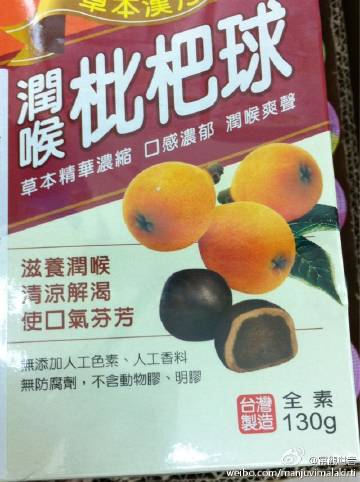 草本漢方
潤喉
枇杷球
草本精華濃縮 口感濃郁 潤喉爽聲
滋養潤喉
清涼解渴
使口氣芬芳
無添加人工色素、人工香料
無防腐劑，不含動物膠、明膠
台灣製造
全素
130g
weibo.com/manjuvimalakirti